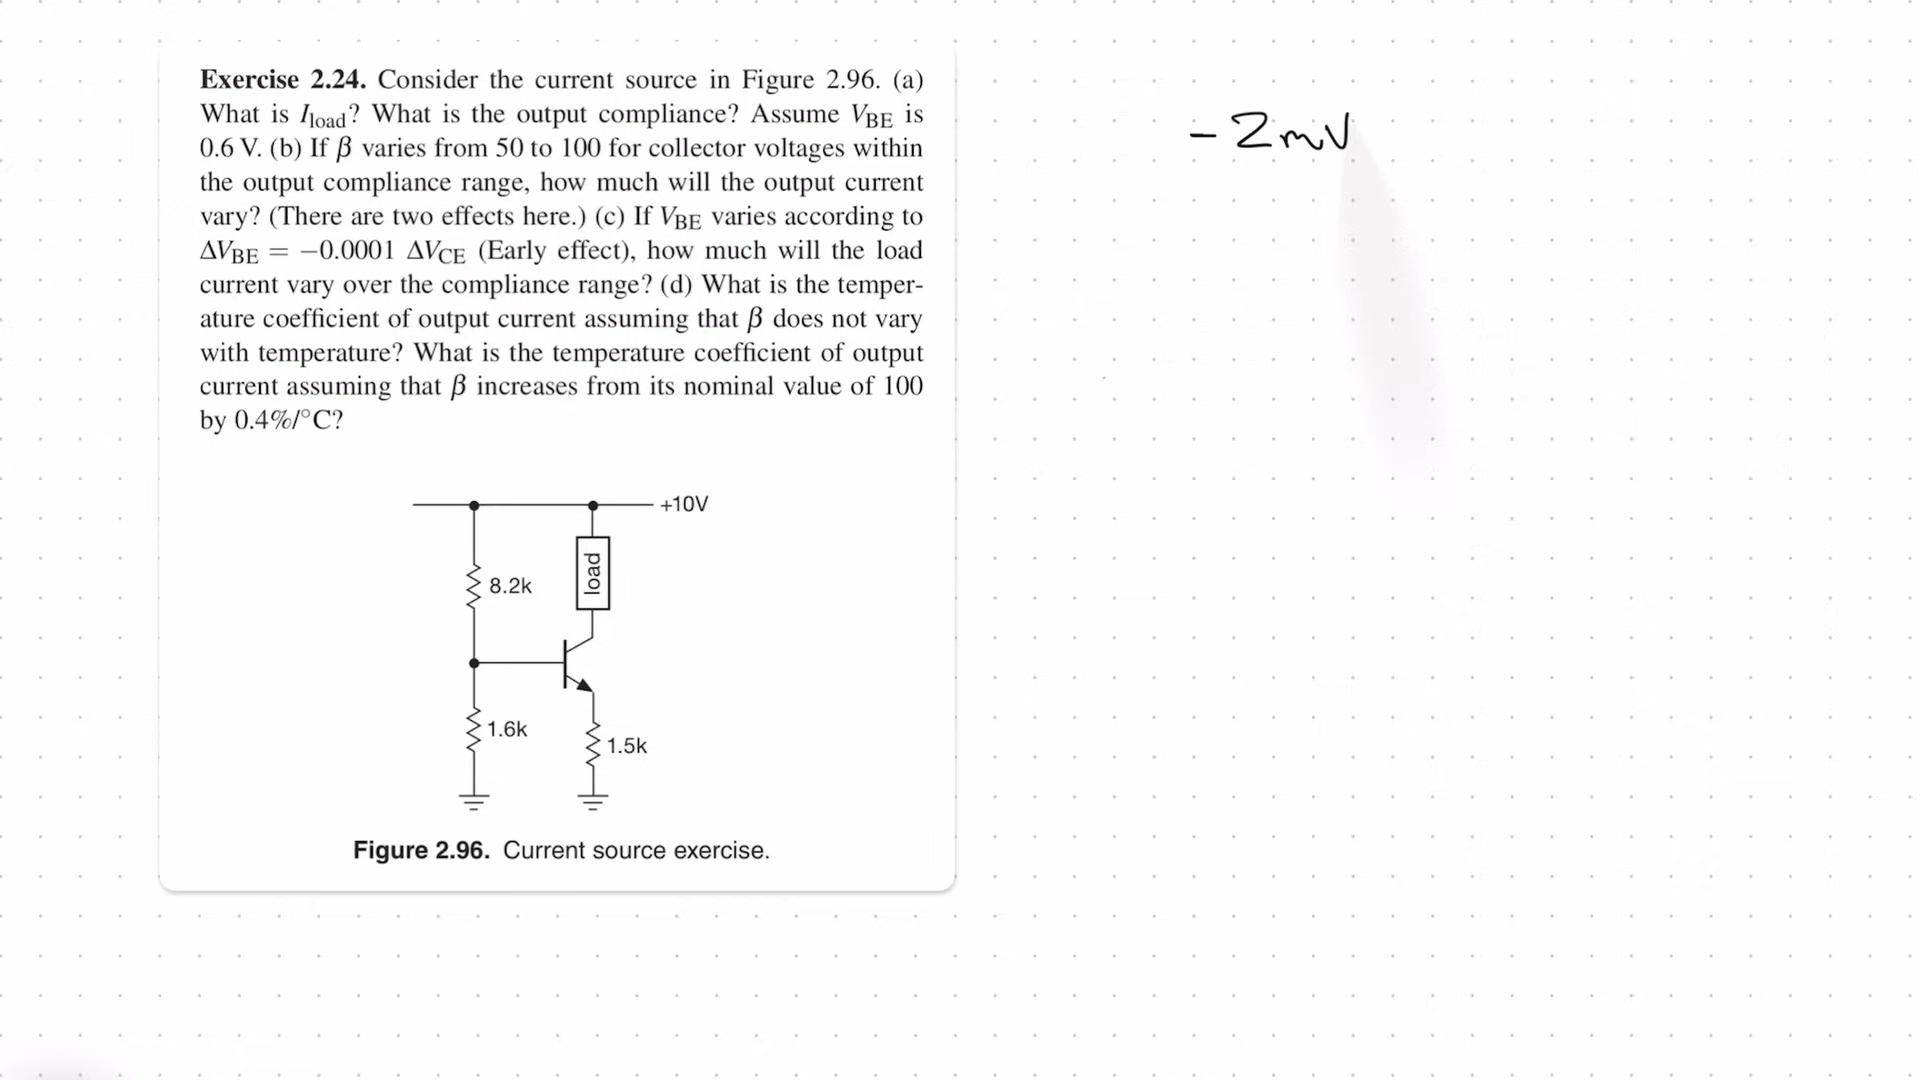 Exercise 2.24. Consider the current source in Figure 2.96. (a)
What is Iload? What is the output compliance? Assume VBE is
0.6 V. (b) If β varies from 50 to 100 for collector voltages within
the output compliance range, how much will the output current
vary? (There are two effects here.) (c) If VBE varies according to
ΔVBE = −0.0001 ΔVCE (Early effect), how much will the load
current vary over the compliance range? (d) What is the temper-
ature coefficient of output current assuming that β does not vary
with temperature? What is the temperature coefficient of output
current assuming that β increases from its nominal value of 100
by 0.4%/°C?
+10V
8.2k
load
1.6k
1.5k
Figure 2.96. Current source exercise.
- 2mV